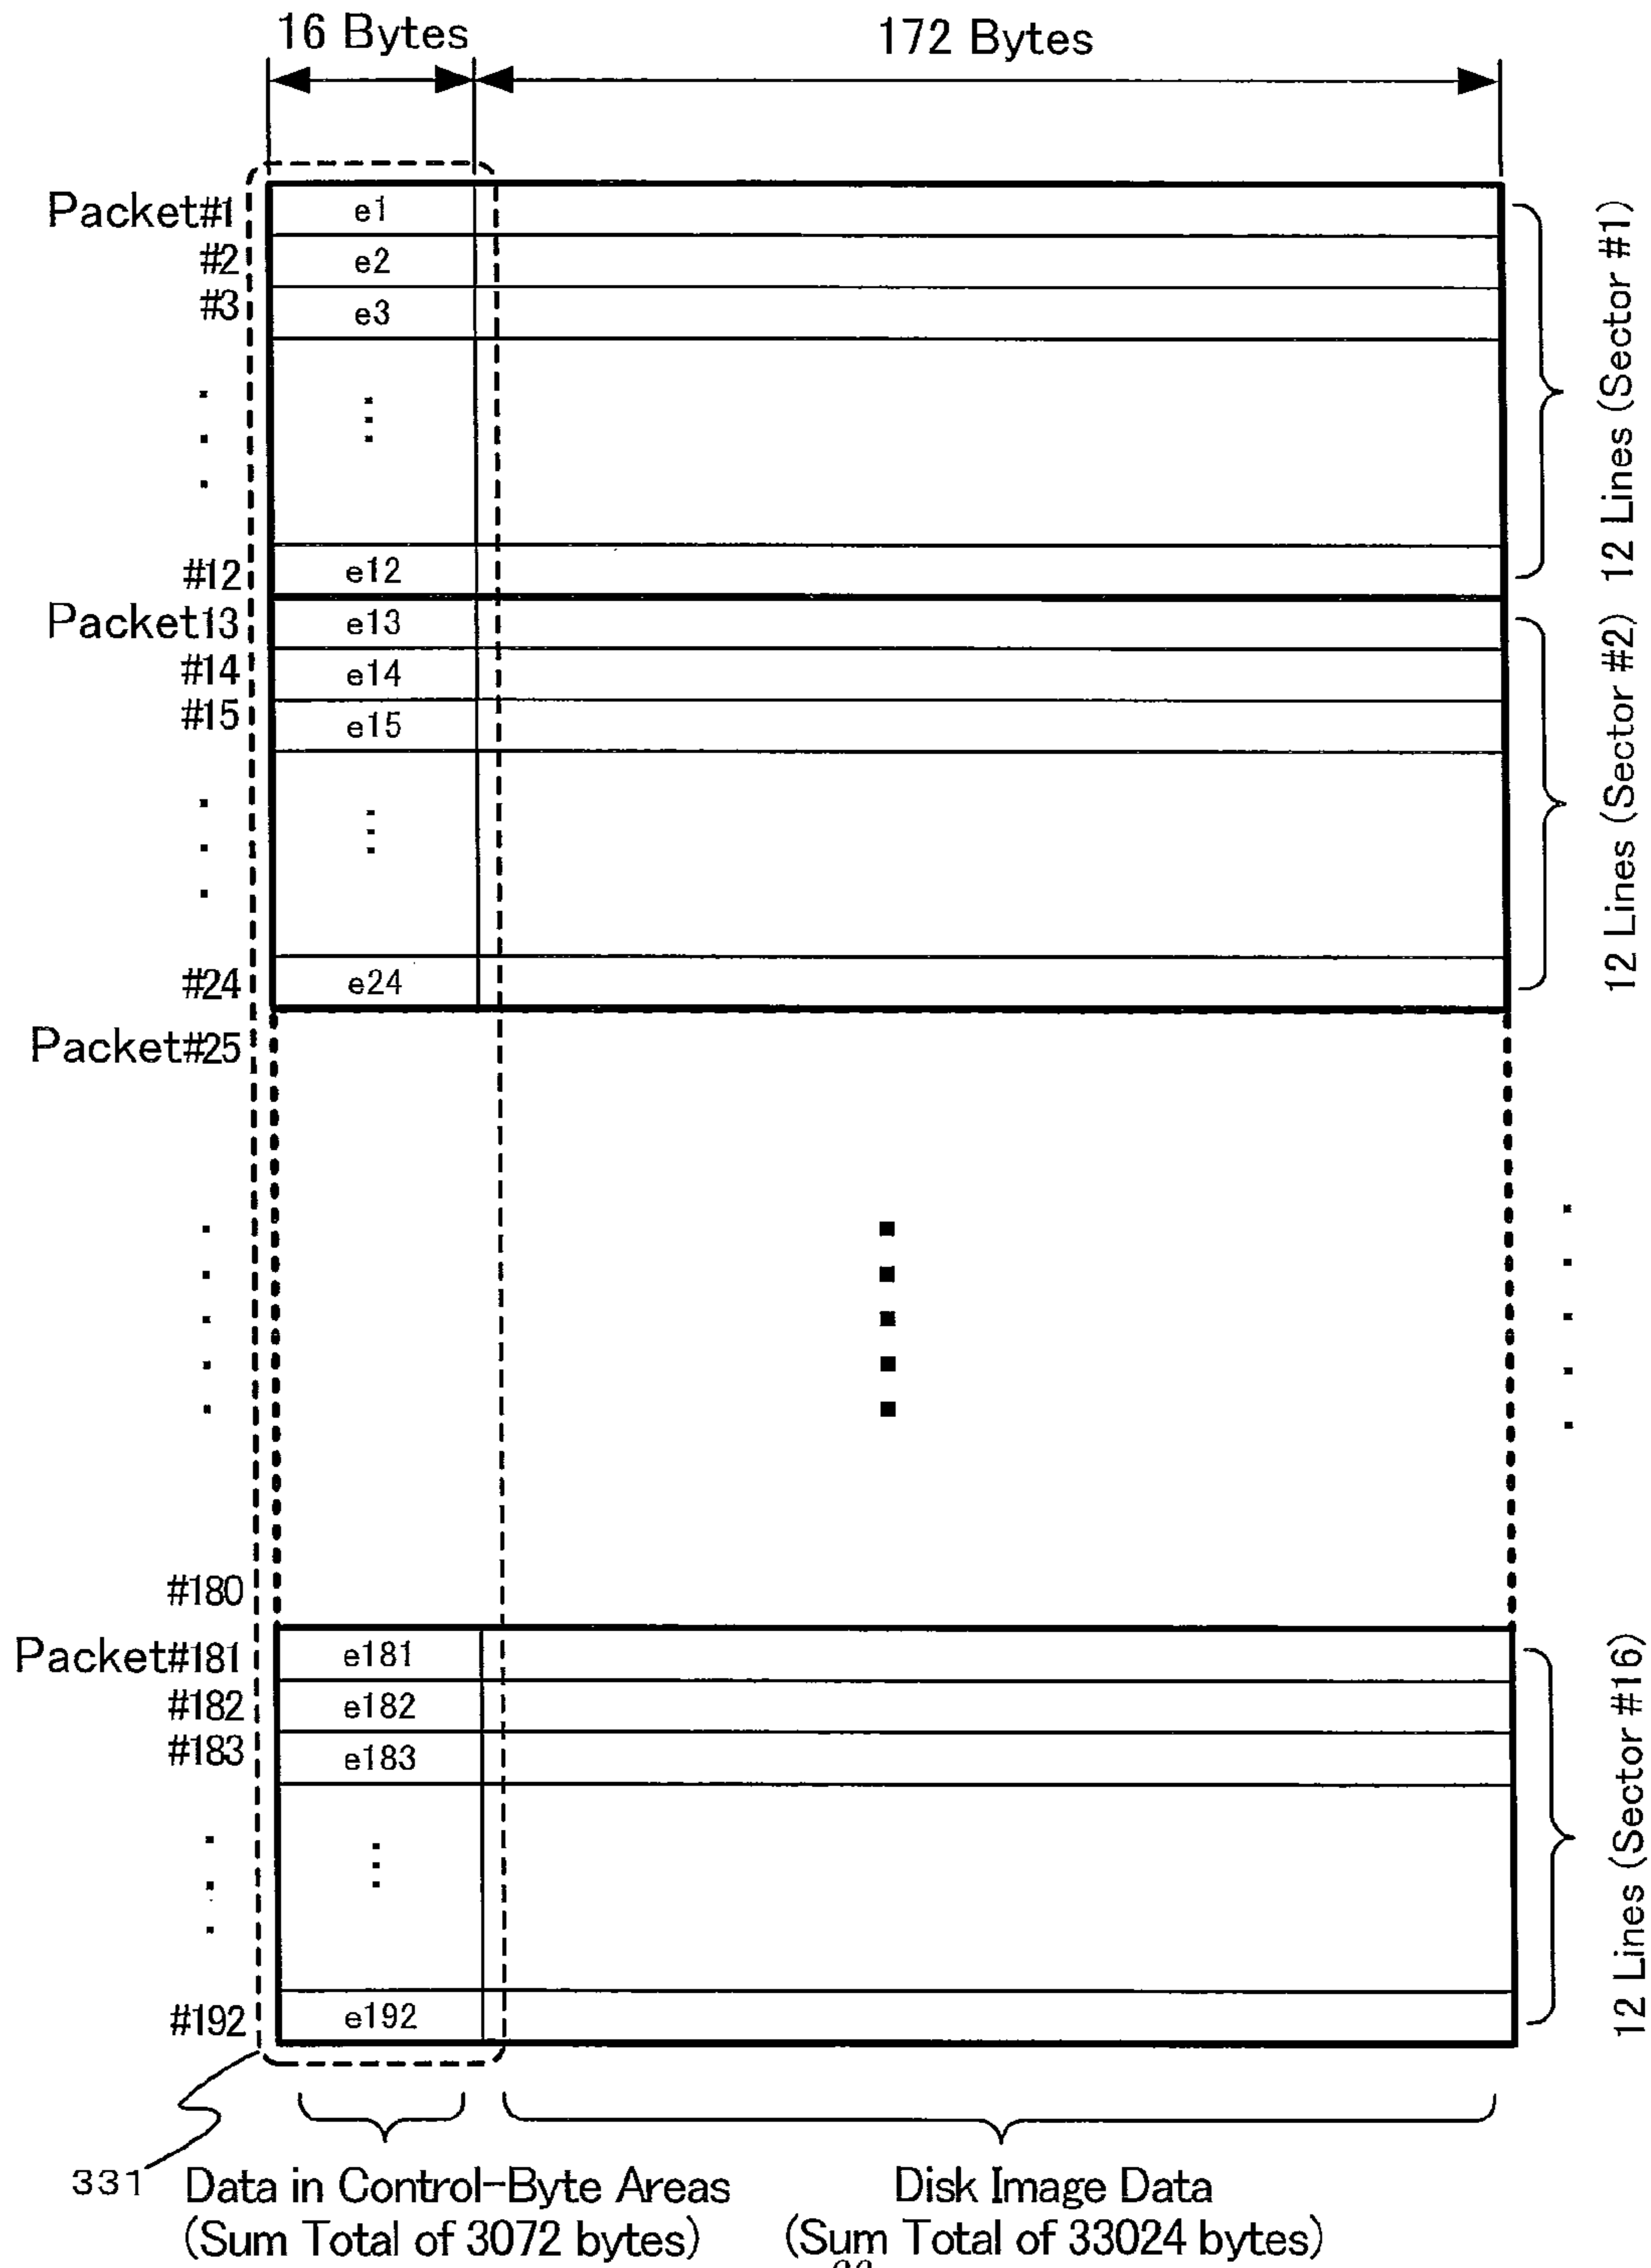 16 Bytes 172 Bytes
Packet#1 e1
#2 e2
#3 e3
#12 e12
12 Lines (Sector #1)
Packet13 e13
#14 e14
#15 e15
#24 e24
12 Lines (Sector #2)
Packet#25
#180
Packet#181 e181
#182 e182
#183 e183
#192 e192
12 Lines (Sector #16)
331
Data in Control-Byte Areas Disk Image Data
(Sum Total of 3072 bytes) (Sum Total of 33024 bytes)